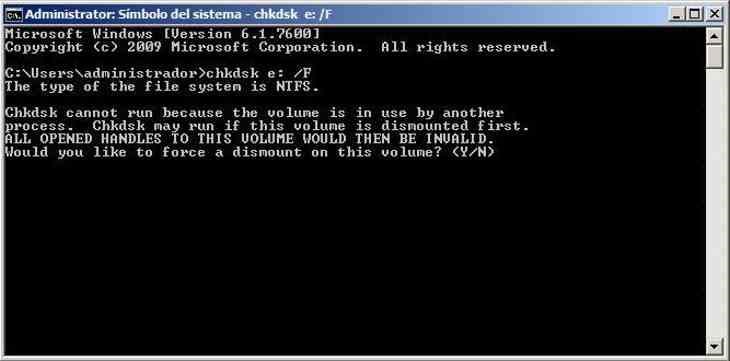 Administrator: Símbolo del sistema - chkdsk e: /F
Microsoft Windows [Version 6.1.7600]
Copyright (c) 2009 Microsoft Corporation.  All rights reserved.
C:\Users\administrador>chkdsk e: /F
The type of the file system is NTFS.
Chkdsk cannot run because the volume is in use by another
process.  Chkdsk may run if this volume is dismounted first.
ALL OPENED HANDLES TO THIS VOLUME WOULD THEN BE INVALID.
Would you like to force a dismount on this volume? (Y/N)